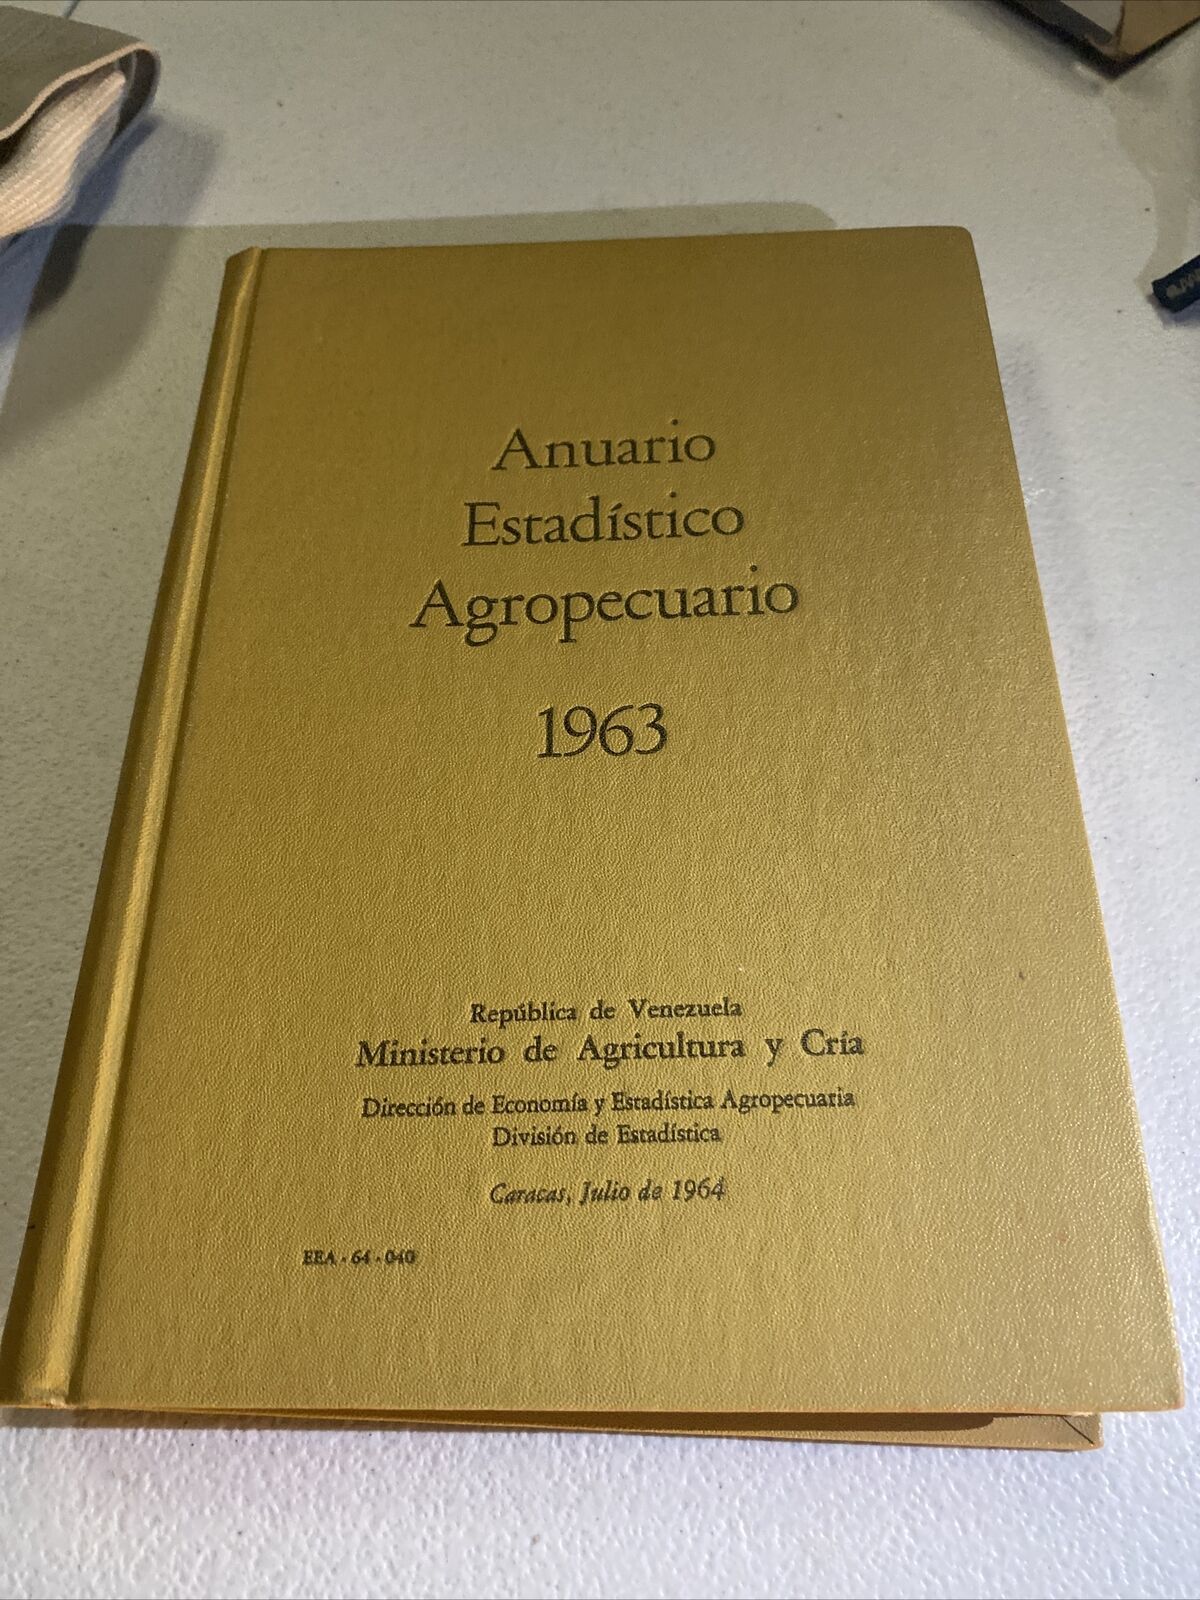 Anuario
Estadístico
Agropecuario
1963
República de Venezuela
Ministerio de Agricultura y Cría
Dirección de Economía y Estadística Agropecuaria
División de Estadística
Caracas, Julio de 1964
EEA - 64 - 040